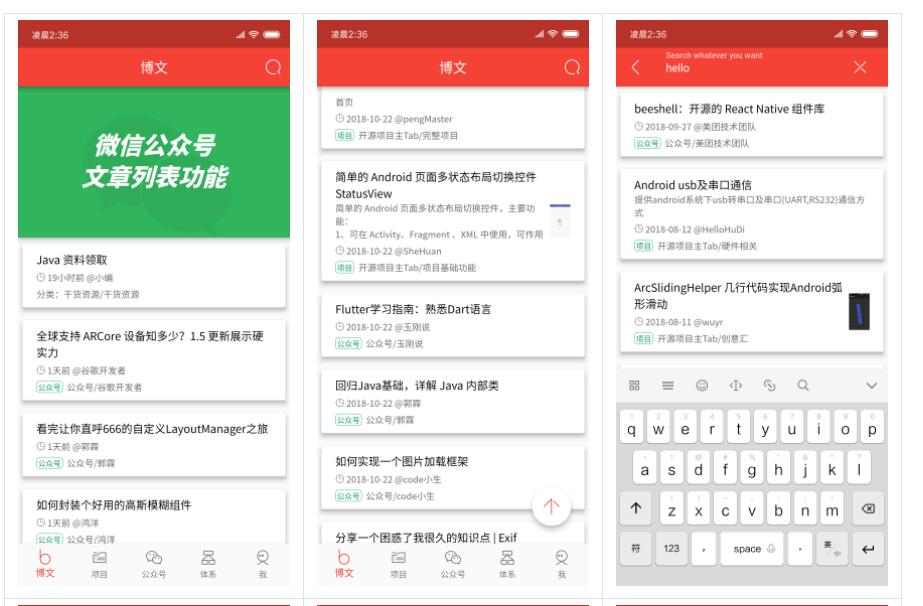 凌晨2:36
博文
微信公众号
文章列表功能
Java 资料领取
19小时前 @小编
分类：干货资源/干货资源
全球支持 ARCore 设备知多少？1.5 更新展示硬
实力
1天前 @谷歌开发者
公众号 公众号/谷歌开发者
看完让你直呼666的自定义LayoutManager之旅
1天前 @郭霖
公众号 公众号/郭霖
如何封装个好用的高斯模糊组件
1天前 @鸿洋
公众号 公众号/鸿洋
博文 项目 公众号 体系 我
凌晨2:36
博文
首页
2018-10-22 @pengMaster
项目 开源项目主Tab/完整项目
简单的 Android 页面多状态布局切换控件
StatusView
简单的 Android 页面多状态布局切换控件，主要功
能：
1、可在 Activity、Fragment 、XML 中使用，可作用
2018-10-22 @SheHuan
项目 开源项目主Tab/项目基础功能
Flutter学习指南：熟悉Dart语言
2018-10-22 @玉刚说
公众号 公众号/玉刚说
回归Java基础，详解 Java 内部类
2018-10-22 @郭霖
公众号 公众号/郭霖
如何实现一个图片加载框架
2018-10-22 @code小生
公众号 公众号/code小生
分享一个困惑了我很久的知识点 | Exif
博文 项目 公众号 体系 我
凌晨2:36
Search whatever you want
hello
beeshell：开源的 React Native 组件库
2018-09-27 @美团技术团队
公众号 公众号/美团技术团队
Android usb及串口通信
提供android系统下usb转串口及串口(UART,RS232)通信方
式
2018-08-12 @HelloHuDi
项目 开源项目主Tab/硬件相关
ArcSlidingHelper 几行代码实现Android弧
形滑动
2018-08-11 @wuyr
项目 开源项目主Tab/创意汇
1 2 3 4 5 6 7 8 9 0
q w e r t y u i o p
a s d f g h j k l
z x c v b n m
符 123 , space . 英/中